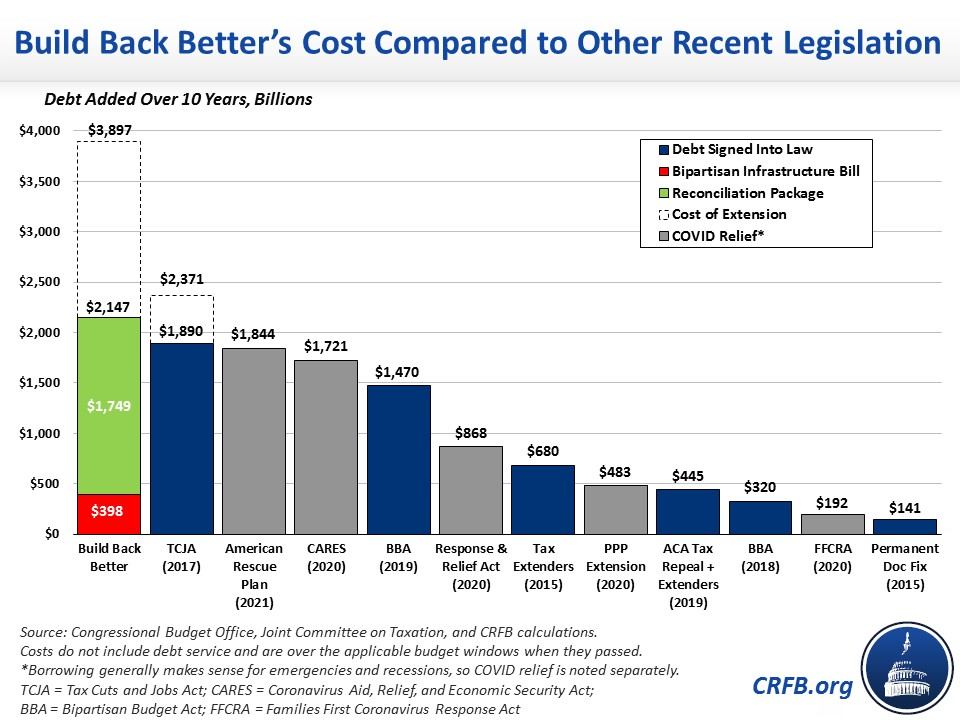 Build Back Better's Cost Compared to Other Recent Legislation
Debt Added Over 10 Years, Billions
$4,000
$3,500
$3,000
$2,500
$2,000
$1,500
$1,000
$500
$0
$3,897
$2,147
$1,749
$398
$2,371
$1,890
$1,844
$1,721
$1,470
$868
$680
$483
$445
$320
$192
$141
Debt Signed Into Law
Bipartisan Infrastructure Bill
Reconciliation Package
Cost of Extension
COVID Relief*
Build Back
Better
TCJA
(2017)
American
Rescue
Plan
(2021)
CARES
(2020)
BBA
(2019)
Response &
Relief Act
(2020)
Tax
Extenders
(2015)
PPP
Extension
(2020)
ACA Tax
Repeal +
Extenders
(2019)
BBA
(2018)
FFCRA
(2020)
Permanent
Doc Fix
(2015)
Source: Congressional Budget Office, Joint Committee on Taxation, and CRFB calculations.
Costs do not include debt service and are over the applicable budget windows when they passed.
*Borrowing generally makes sense for emergencies and recessions, so COVID relief is noted separately.
TCJA = Tax Cuts and Jobs Act; CARES = Coronavirus Aid, Relief, and Economic Security Act;
BBA = Bipartisan Budget Act; FFCRA = Families First Coronavirus Response Act
CRFB.org